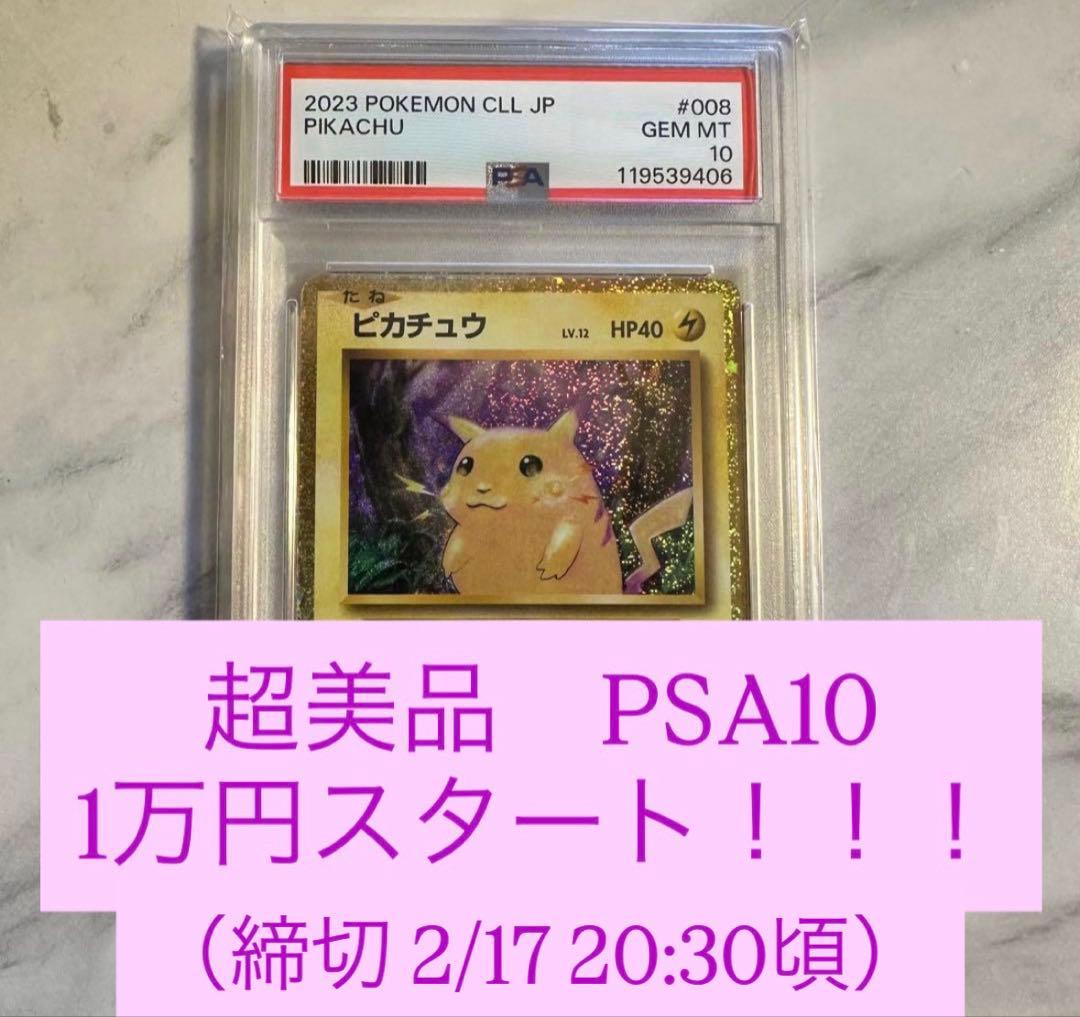 2023 POKEMON CLL JP #008
PIKACHU GEM MT
10
PSA 119539406
たね
ピカチュウ LV.12 HP40
超美品 PSA10
1万円スタート！！！
（締切 2/17 20:30頃）